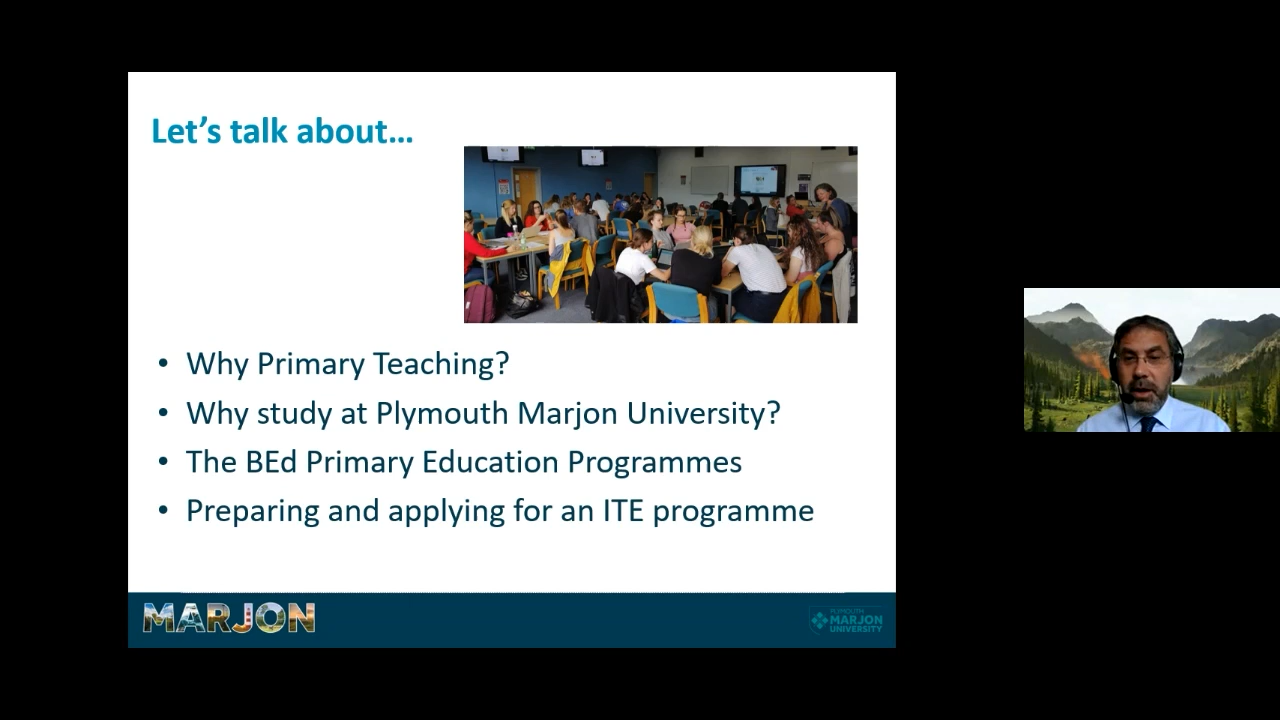 Let's talk about...
• Why Primary Teaching?
• Why study at Plymouth Marjon University?
• The BEd Primary Education Programmes
• Preparing and applying for an ITE programme
MARJON
PLYMOUTH
MARJON
UNIVERSITY